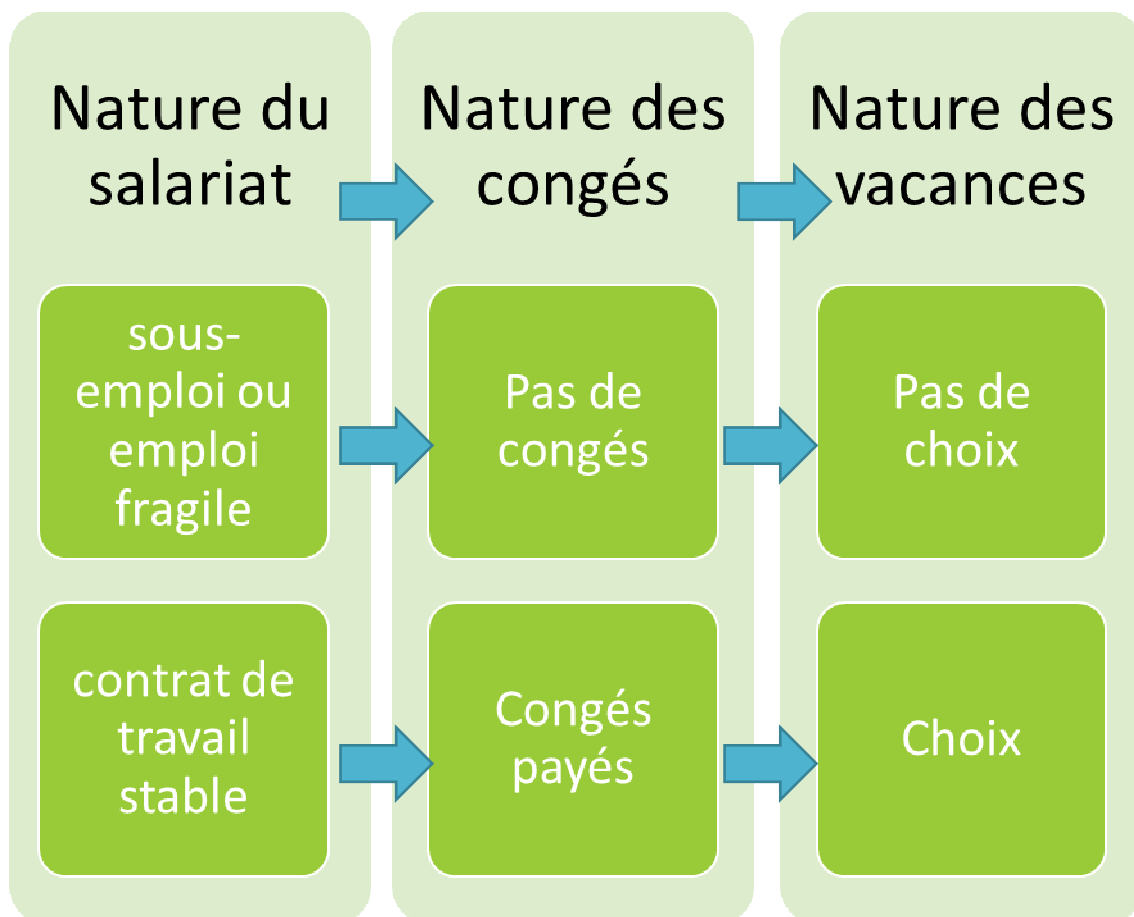 Nature du
salariat
Nature des
congés
Nature des
vacances
sous-
emploi ou
emploi
fragile
Pas de
congés
Pas de
choix
contrat de
travail
stable
Congés
payés
Choix